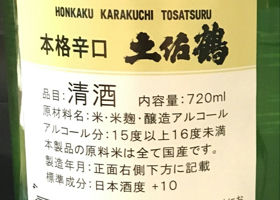 HONKAKU KARAKUCHI TOSATSURU
本格辛口 土佐鶴
品目:清酒 内容量:720ml
原材料名:米・米麹・醸造アルコール
アルコール分:15度以上16度未満
本製品の原料米は全て国産です。
製造年月:正面右側下方に記載
標準成分:日本酒度 +10